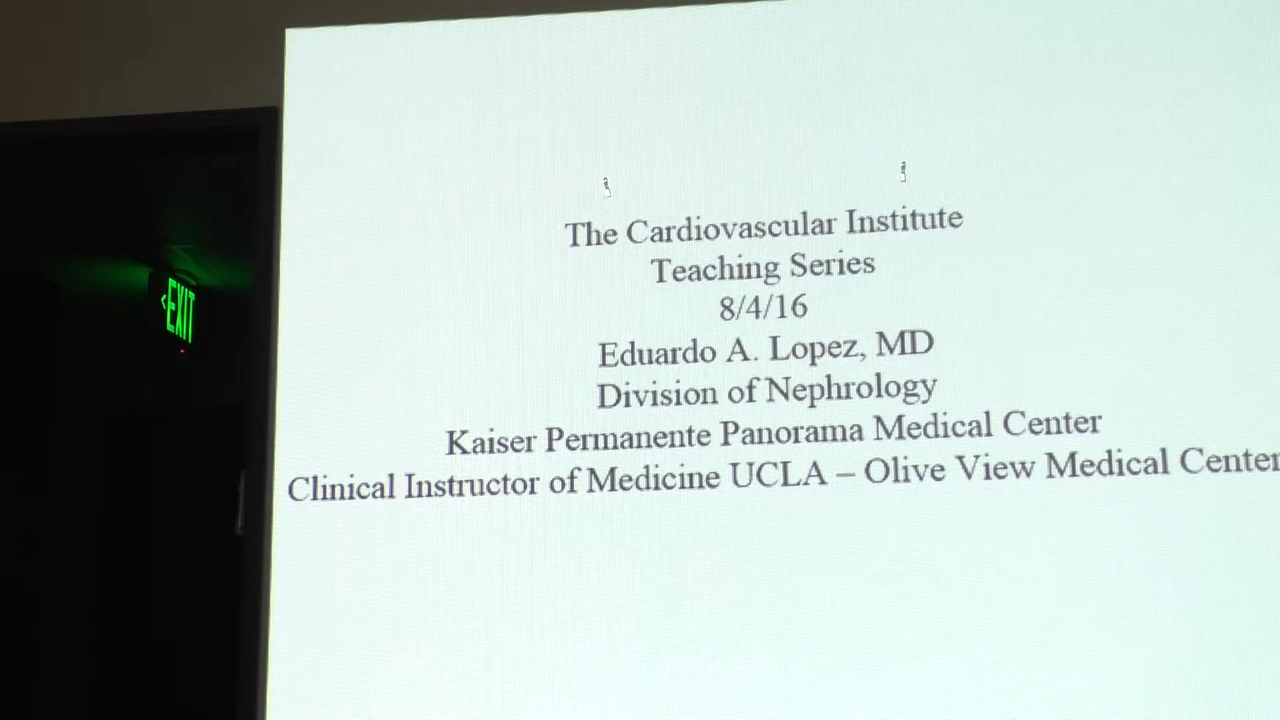 The Cardiovascular Institute
Teaching Series
8/4/16
Eduardo A. Lopez, MD
Division of Nephrology
Kaiser Permanente Panorama Medical Center
Clinical Instructor of Medicine UCLA – Olive View Medical Center
<EXIT